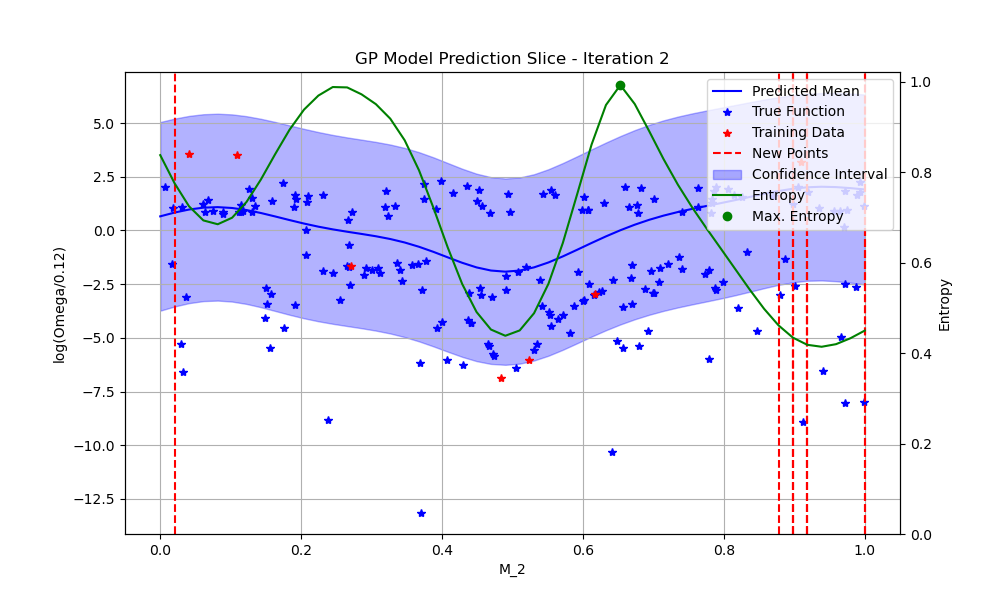 GP Model Prediction Slice - Iteration 2
log(Omega/0.12)
5.0
2.5
0.0
−2.5
−5.0
−7.5
−10.0
−12.5
Predicted Mean
True Function
Training Data
New Points
Confidence Interval
Entropy
Max. Entropy
1.0
0.8
0.6
0.4
0.2
0.0
Entropy
0.0 0.2 0.4 0.6 0.8 1.0
M_2